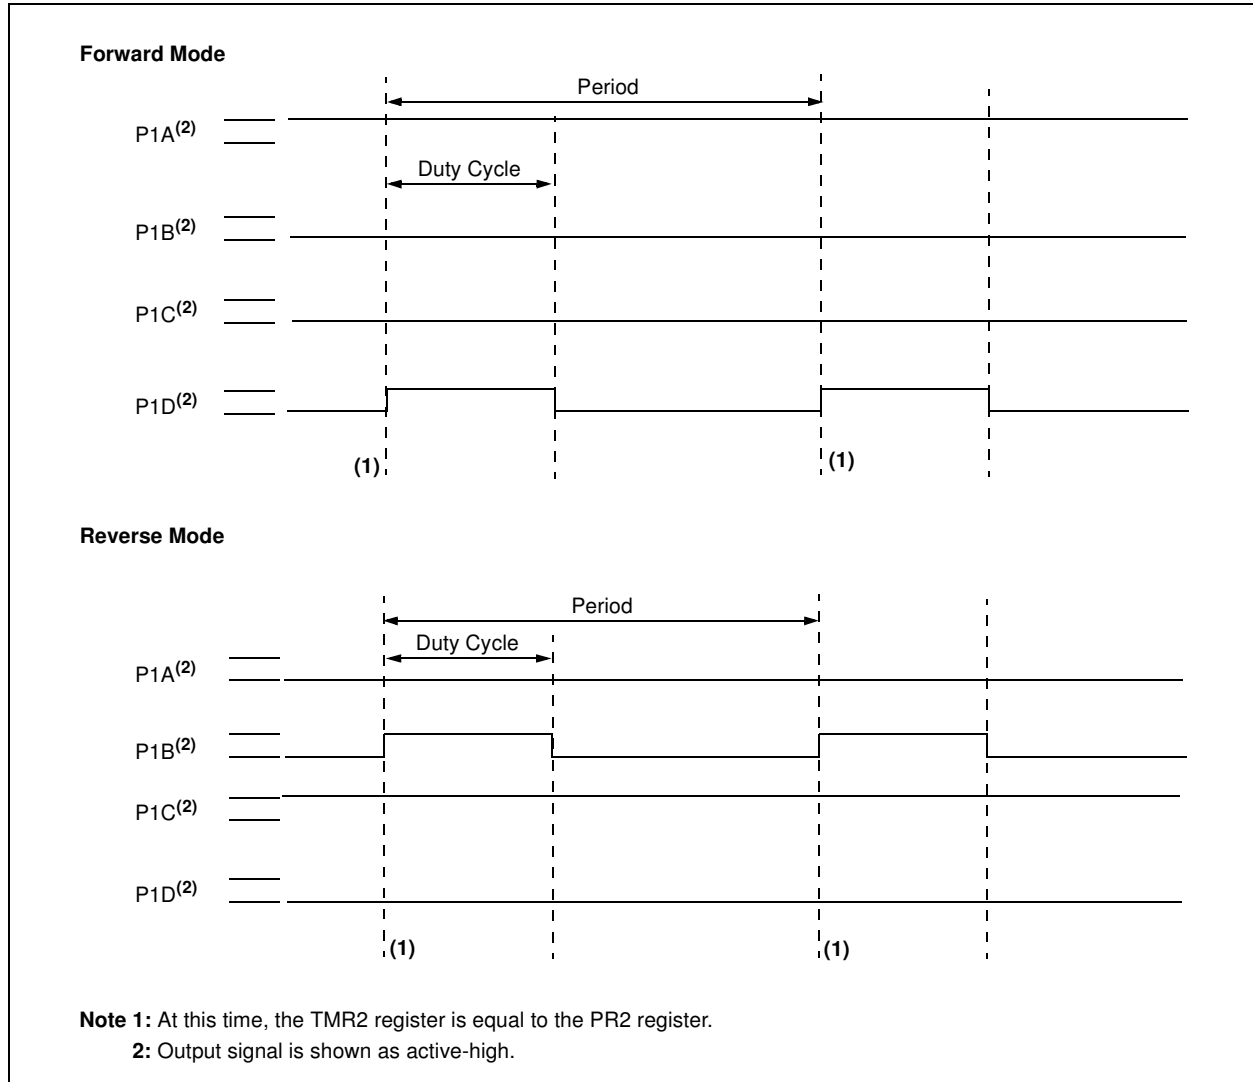 Forward Mode
Period
P1A(2)
Duty Cycle
P1B(2)
P1C(2)
P1D(2)
(1) (1)
Reverse Mode
Period
Duty Cycle
P1A(2)
P1B(2)
P1C(2)
P1D(2)
(1) (1)
Note 1: At this time, the TMR2 register is equal to the PR2 register.
2: Output signal is shown as active-high.